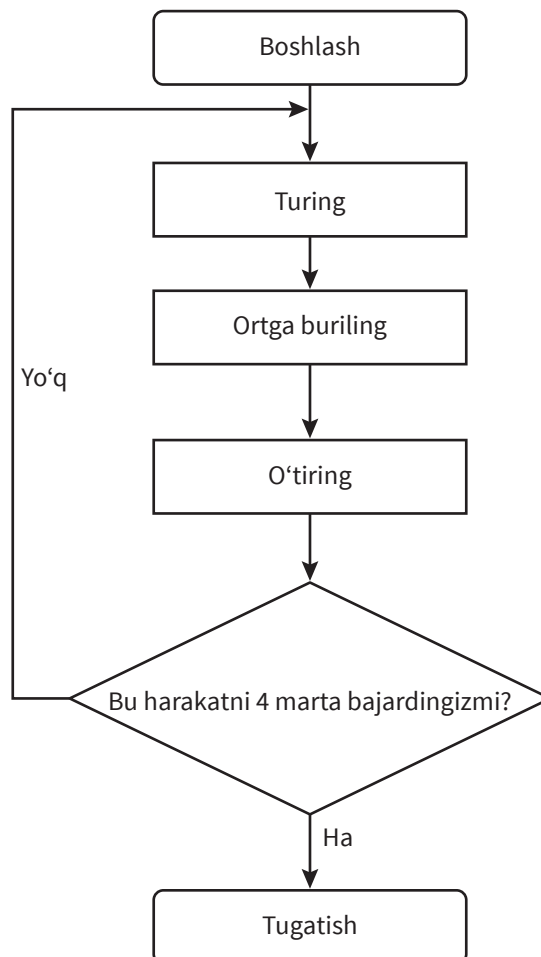 Boshlash
Turing
Ortga buriling
Yo‘q
O‘tiring
Bu harakatni 4 marta bajardingizmi?
Ha
Tugatish